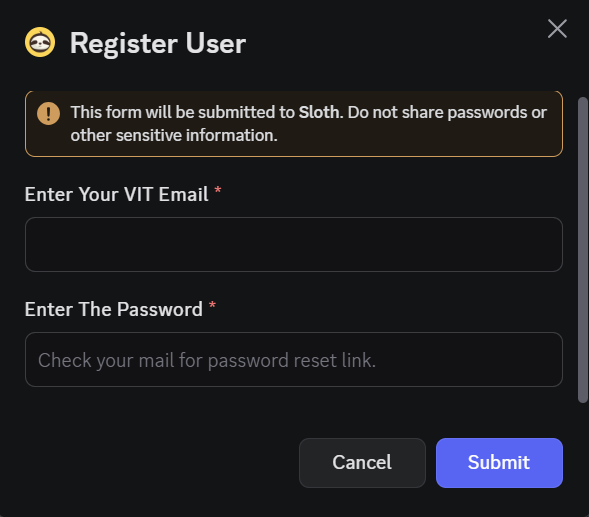 Register User
This form will be submitted to Sloth. Do not share passwords or
other sensitive information.
Enter Your VIT Email *
Enter The Password *
Check your mail for password reset link.
Cancel Submit